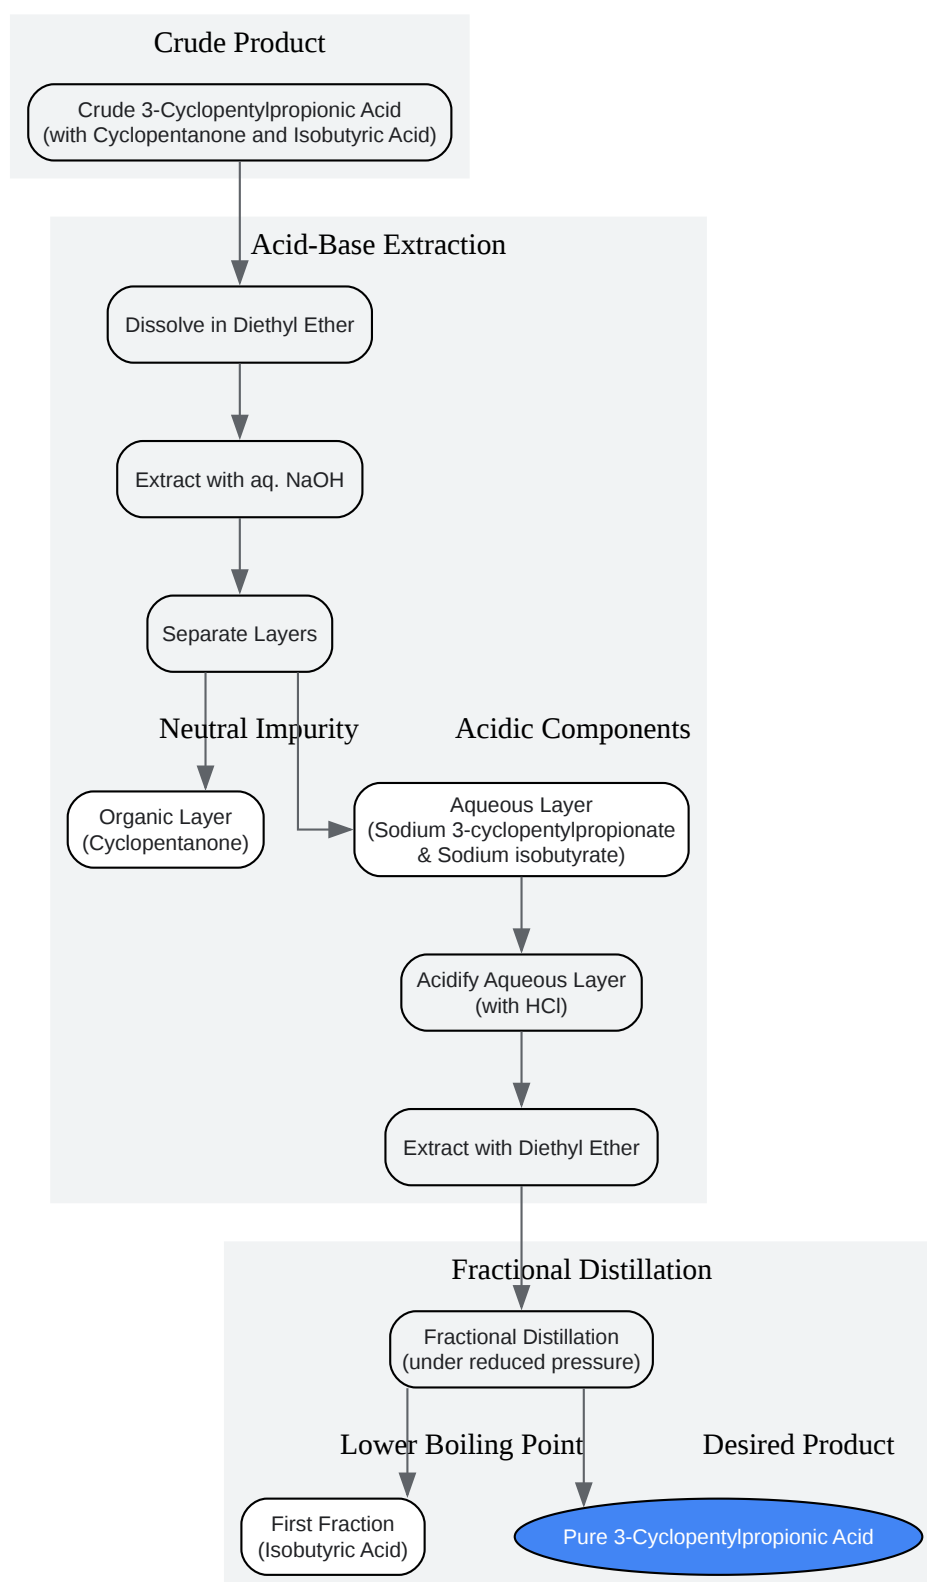 Crude Product
Crude 3-Cyclopentylpropionic Acid
(with Cyclopentanone and Isobutyric Acid)
Acid-Base Extraction
Dissolve in Diethyl Ether
Extract with aq. NaOH
Separate Layers
Neutral Impurity
Acidic Components
Organic Layer
(Cyclopentanone)
Aqueous Layer
(Sodium 3-cyclopentylpropionate
& Sodium isobutyrate)
Acidify Aqueous Layer
(with HCl)
Extract with Diethyl Ether
Fractional Distillation
Fractional Distillation
(under reduced pressure)
Lower Boiling Point
Desired Product
First Fraction
(Isobutyric Acid)
Pure 3-Cyclopentylpropionic Acid